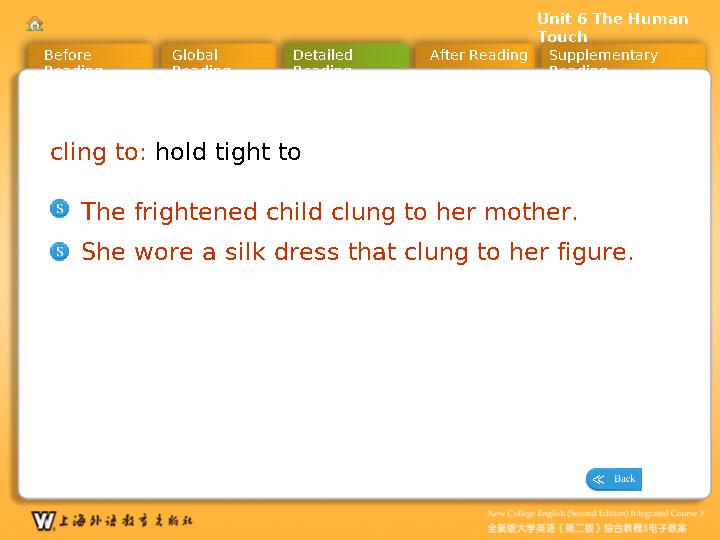 Unit 6 The Human
Touch
Before
Reading
Global
Reading
Detailed
Reading
After Reading
Supplementary
Reading
cling to: hold tight to
S The frightened child clung to her mother.
S She wore a silk dress that clung to her figure.
≪ Back
W 上海外语教育出版社
New College English (Second Edition) Integrated Course 3
全新版大学英语（第二版）综合教程3电子教案